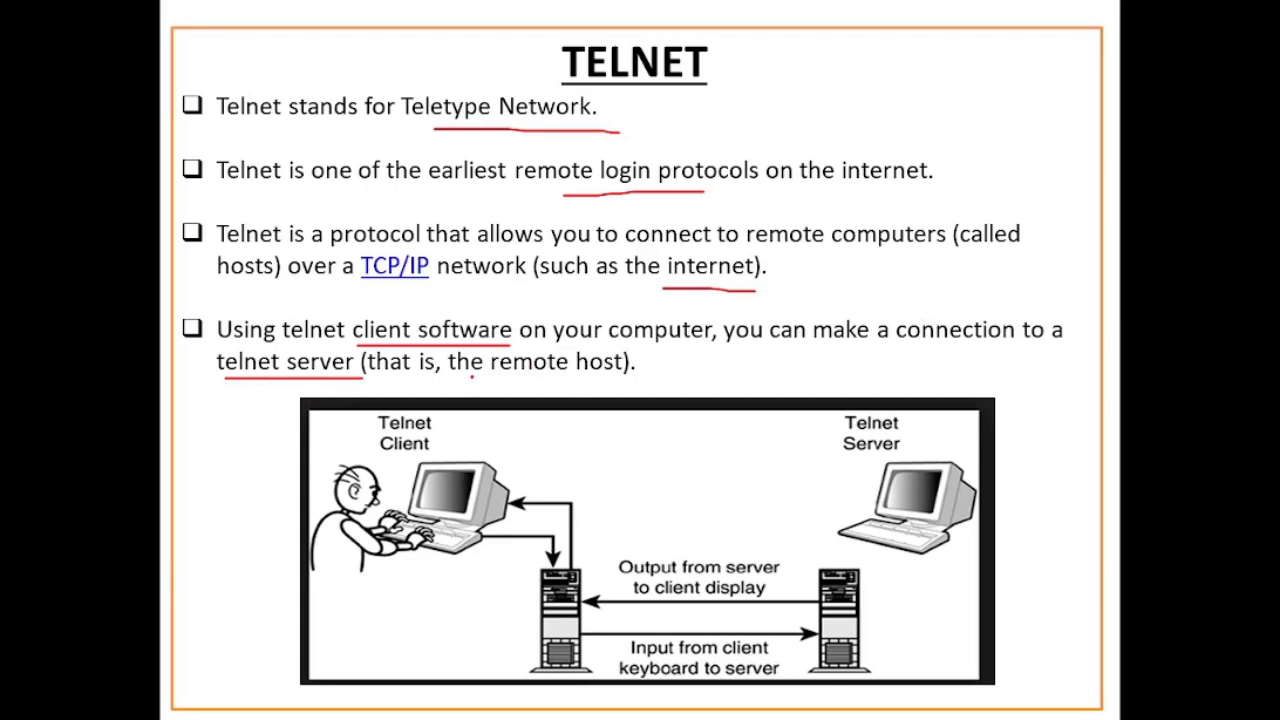 TELNET
Telnet stands for Teletype Network.
Telnet is one of the earliest remote login protocols on the internet.
Telnet is a protocol that allows you to connect to remote computers (called
hosts) over a TCP/IP network (such as the internet).
Using telnet client software on your computer, you can make a connection to a
telnet server (that is, the remote host).
Telnet
Client
Telnet
Server
Output from server
to client display
Input from client
keyboard to server